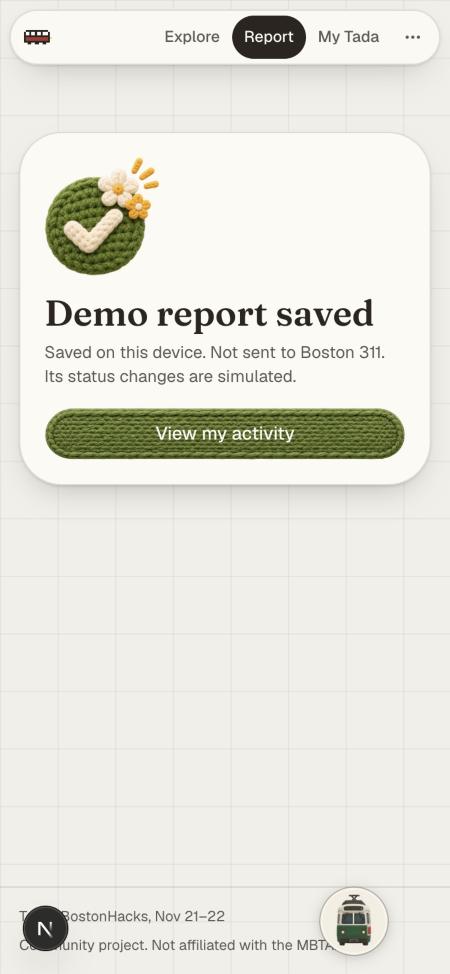 Explore Report My Tada
Demo report saved
Saved on this device. Not sent to Boston 311.
Its status changes are simulated.
View my activity
BostonHacks, Nov 21–22
N
project. Not affiliated with the MBTA